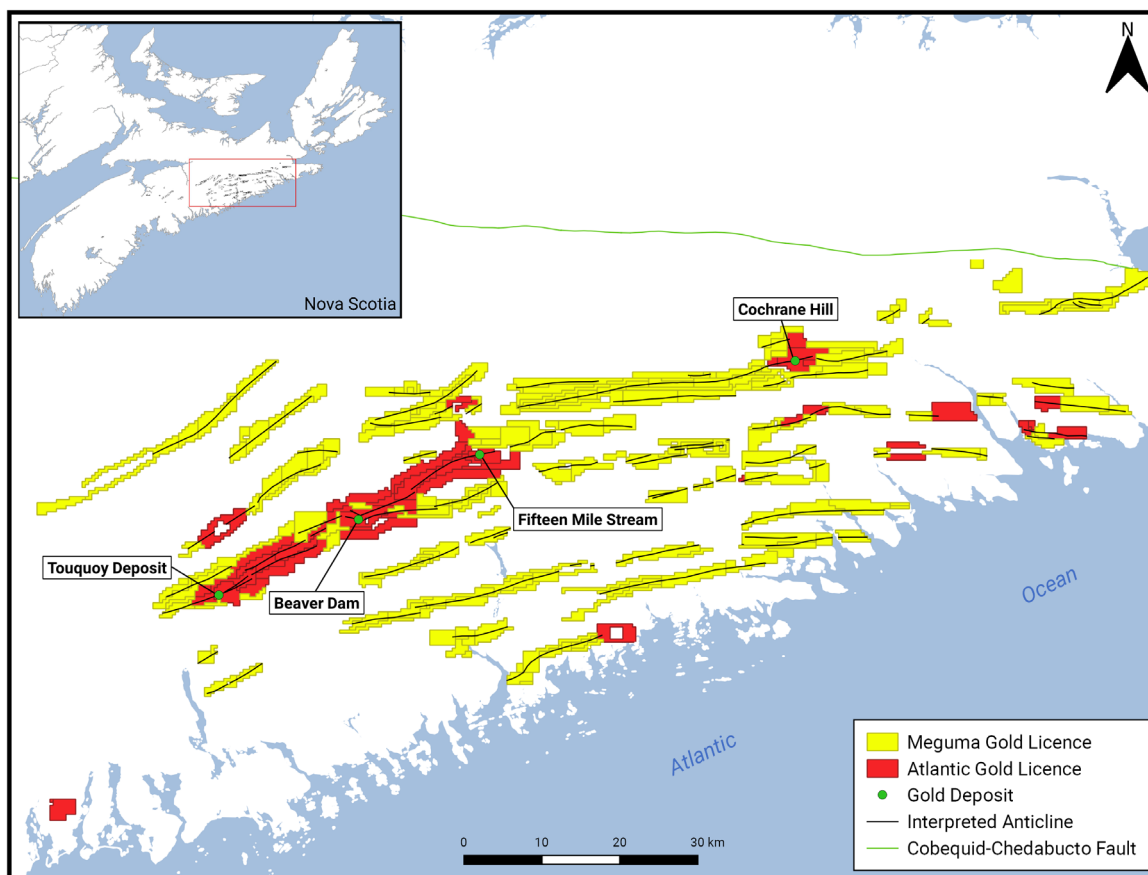 N
Nova Scotia
Cochrane Hill
Fifteen Mile Stream
Touquoy Deposit
Beaver Dam
Ocean
Atlantic
Meguma Gold Licence
Atlantic Gold Licence
Gold Deposit
Interpreted Anticline
Cobequid-Chedabucto Fault
0 10 20 30 km